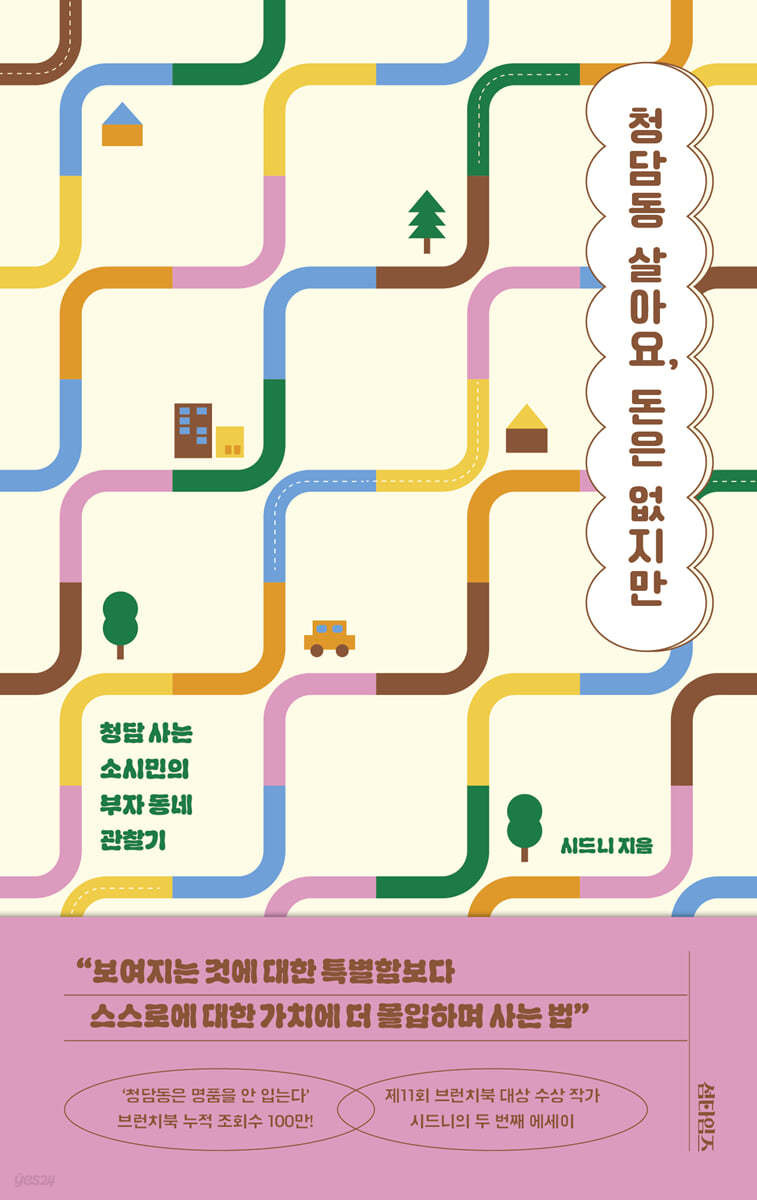 청담동 살아요, 돈은 없지만
청담 사는
소시민의
부자 동네
관찰기
시드니 지음
“보여지는 것에 대한 특별함보다
스스로에 대한 가치에 더 몰입하며 사는 법”
‘청담동은 명품을 안 입는다’
브런치북 누적 조회수 100만!
제11회 브런치북 대상 수상 작가
시드니의 두 번째 에세이
섬타임즈
yes24